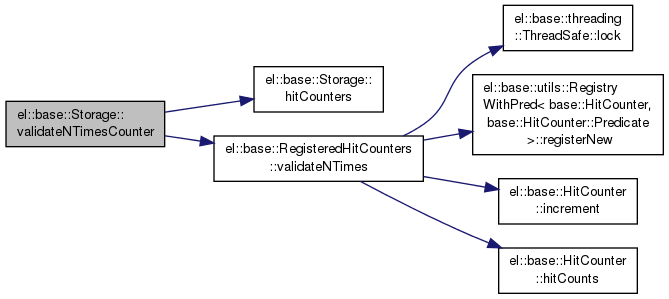 el::base::Storage::
validateNTimesCounter
el::base::Storage::
hitCounters
el::base::RegisteredHitCounters
::validateNTimes
el::base::threading
::ThreadSafe::lock
el::base::utils::Registry
WithPred< base::HitCounter,
base::HitCounter::Predicate
>::registerNew
el::base::HitCounter
::increment
el::base::HitCounter
::hitCounts